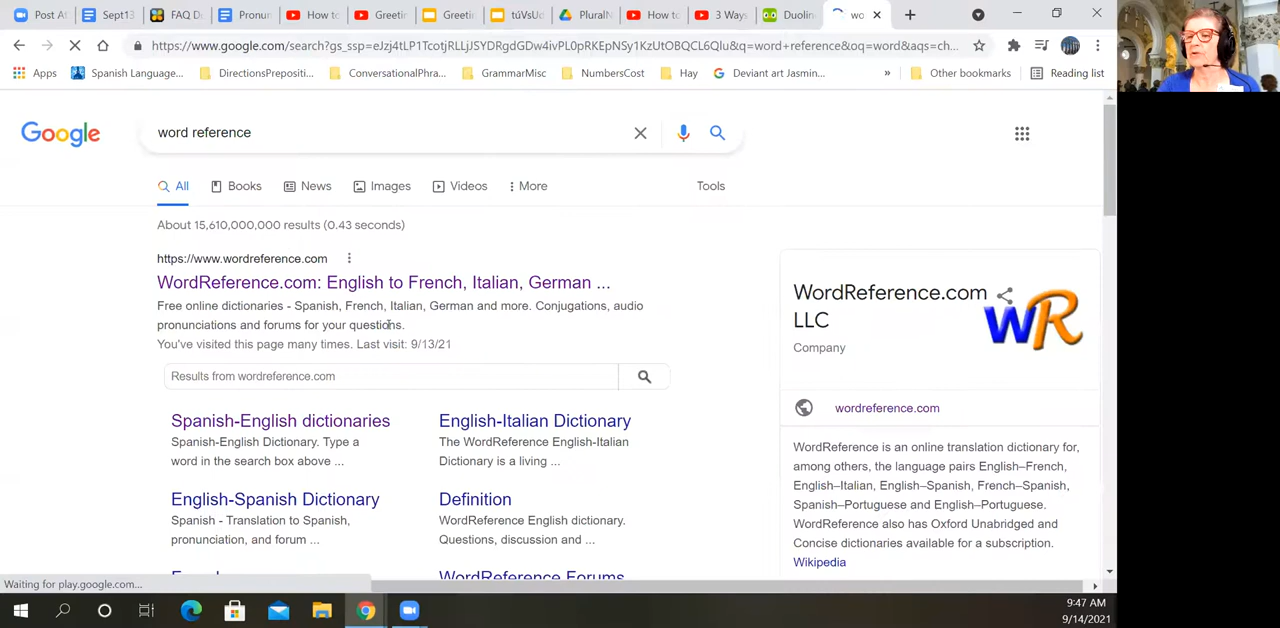 Post At
Sept13
FAQ D
Pronun
How to
Greetin
Greetin
túVsUd
PluralN
How to
3 Ways
Duolin
wo
https://www.google.com/search?gs_ssp=eJzj4tLP1TcotjRLLjJSYDRgdGDw4ivPL0pRKEpNSy1KzUtOBQCL6Qlu&q=word+reference&oq=word&aqs=ch...
Apps
Spanish Language...
DirectionsPrepositi...
ConversationalPhra...
GrammarMisc
NumbersCost
Hay
Deviant art Jasmin...
»
Other bookmarks
Reading list
Google
word reference
All
Books
News
Images
Videos
More
Tools
About 15,610,000,000 results (0.43 seconds)
https://www.wordreference.com
WordReference.com: English to French, Italian, German ...
Free online dictionaries - Spanish, French, Italian, German and more. Conjugations, audio
pronunciations and forums for your questions.
You've visited this page many times. Last visit: 9/13/21
Results from wordreference.com
Spanish-English dictionaries
Spanish-English Dictionary. Type a
word in the search box above ...
English-Italian Dictionary
The WordReference English-Italian
Dictionary is a living ...
English-Spanish Dictionary
Spanish - Translation to Spanish,
pronunciation, and forum ...
Definition
WordReference English dictionary.
Questions, discussion and ...
WordReference Forums
WordReference.com
LLC
WR
Company
wordreference.com
WordReference is an online translation dictionary for,
among others, the language pairs English–French,
English–Italian, English–Spanish, French–Spanish,
Spanish–Portuguese and English–Portuguese.
WordReference also has Oxford Unabridged and
Concise dictionaries available for a subscription.
Wikipedia
Waiting for play.google.com...
9:47 AM
9/14/2021